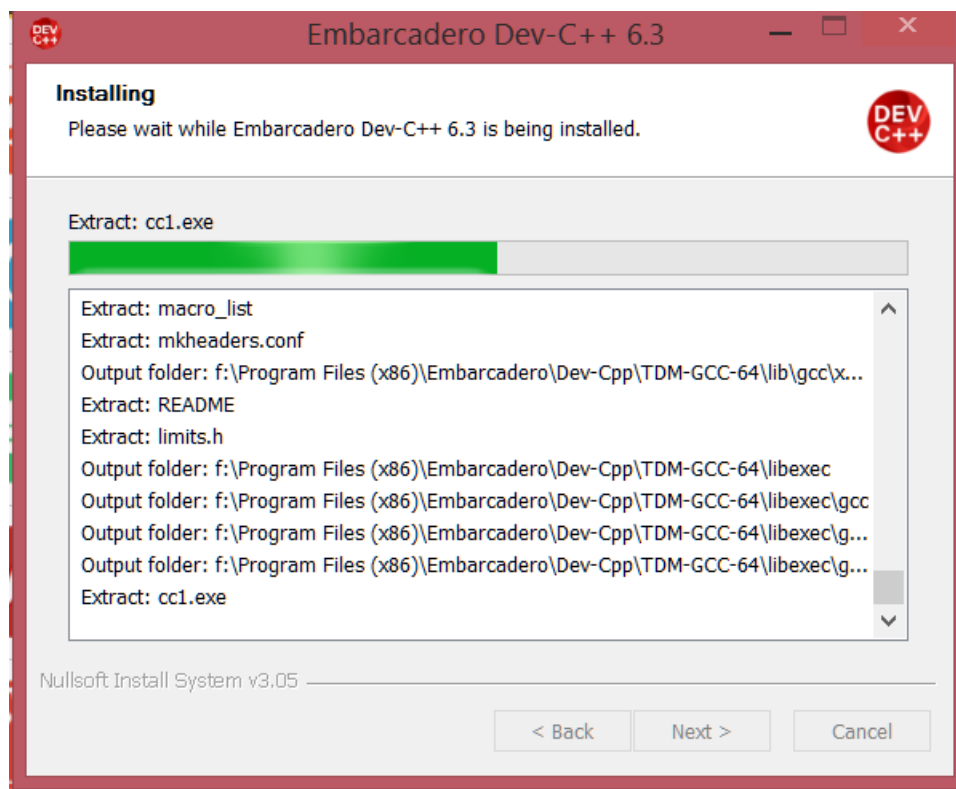 DEV
C++
Embarcadero Dev-C++ 6.3
Installing
Please wait while Embarcadero Dev-C++ 6.3 is being installed.
DEV
C++
Extract: cc1.exe
Extract: macro_list
Extract: mkheaders.conf
Output folder: f:\Program Files (x86)\Embarcadero\Dev-Cpp\TDM-GCC-64\lib\gcc\x...
Extract: README
Extract: limits.h
Output folder: f:\Program Files (x86)\Embarcadero\Dev-Cpp\TDM-GCC-64\libexec
Output folder: f:\Program Files (x86)\Embarcadero\Dev-Cpp\TDM-GCC-64\libexec\gcc
Output folder: f:\Program Files (x86)\Embarcadero\Dev-Cpp\TDM-GCC-64\libexec\g...
Output folder: f:\Program Files (x86)\Embarcadero\Dev-Cpp\TDM-GCC-64\libexec\g...
Extract: cc1.exe
Nullsoft Install System v3.05
< Back Next > Cancel